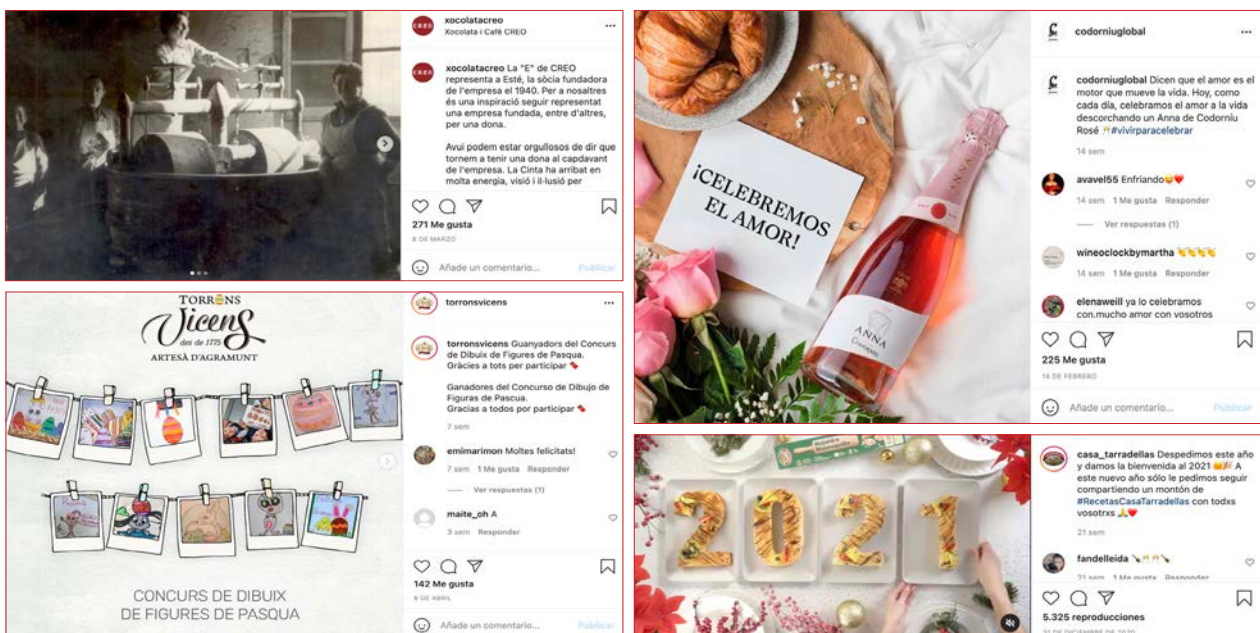 xocolatacreo
Xocolata i Cafè CREO
CREO
xocolatacreo La "E" de CREO
representa a Esté, la sòcia fundadora
de l'empresa el 1940. Per a nosaltres
és una inspiració seguir representat
una empresa fundada, entre d'altres,
per una dona.
Avui podem estar orgullosos de dir que
tornem a tenir una dona al capdavant
de l'empresa. La Cinta ha arribat en
molta energia, visió i il·lusió per
271 Me gusta
Añade un comentario...
Publicar
¡CELEBREMOS
EL AMOR!
ANNA
codorniuglobal
codorniuglobal Dicen que el amor es el
motor que mueve la vida. Hoy, como
cada día, celebramos el amor a la vida
descorchando un Anna de Codorníu
Rosé 🥂#vivirparacelebrar
14 sem
avavel55 Enfriando😍❤️
14 sem 1 Me gusta Responder
Ver respuestas (1)
wineoclockbymartha 👏👏👏👏
14 sem 1 Me gusta Responder
elenaweill ya lo celebramos
con.mucho amor con vosotros
225 Me gusta
14 DE FEBRERO
Añade un comentario...
Publicar
TORRONS
Vicens
des de 1775
ARTESÀ D'AGRAMUNT
CONCURS DE DIBUIX
DE FIGURES DE PASQUA
torronsvicens
torronsvicens Guanyadors del Concurs
de Dibuix de Figures de Pasqua.
Gràcies a tots per participar
Ganadores del Concurso de Dibujo de
Figuras de Pascua.
Gracias a todos por participar
7 sem
emimarimon Moltes felicitats!
7 sem 1 Me gusta Responder
Ver respuestas (1)
maite_oh A
3 sem Responder
142 Me gusta
6 DE ABRIL
Añade un comentario...
Publicar
2021
casa_tarradellas Despedimos este año
y damos la bienvenida al 2021 A
este nuevo año sólo le pedimos seguir
compartiendo un montón de
#RecetasCasaTarradellas con todxs
vosotrxs 🙏❤️
21 sem
fandelleida
21 sem 1 Me gusta Responder
5.325 reproducciones
31 DE DICIEMBRE DE 2020